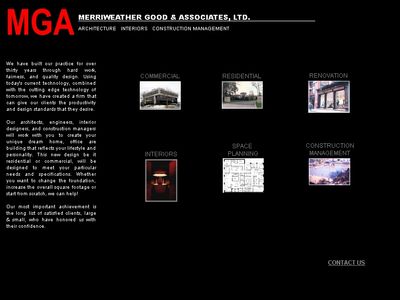 MGA
MERRIWEATHER GOOD & ASSOCIATES, LTD.
ARCHITECTURE INTERIORS CONSTRUCTION MANAGEMENT
We have built our practice for over
thirty years through hard work,
fairness, and quality design. Using
today's current technology, combined
with the cutting edge technology of
tomorrow, we have created a firm that
can give our clients the productivity
and design standards that they desire.
Our architects, engineers, interior
designers, and construction managers
will work with you to create your
unique dream home, office are
building that reflects your lifestyle and
personality. This new design be it
residential or commercial, will be
designed to meet your particular
needs and specifications. Whether
you want to change the foundation,
increase the overall square footage or
start from scratch, we can help!
Our most important achievement is
the long list of satisfied clients, large
& small, who have honored us with
their confidence.
COMMERCIAL
RESIDENTIAL
RENOVATION
INTERIORS
SPACE
PLANNING
CONSTRUCTION
MANAGEMENT
CONTACT US